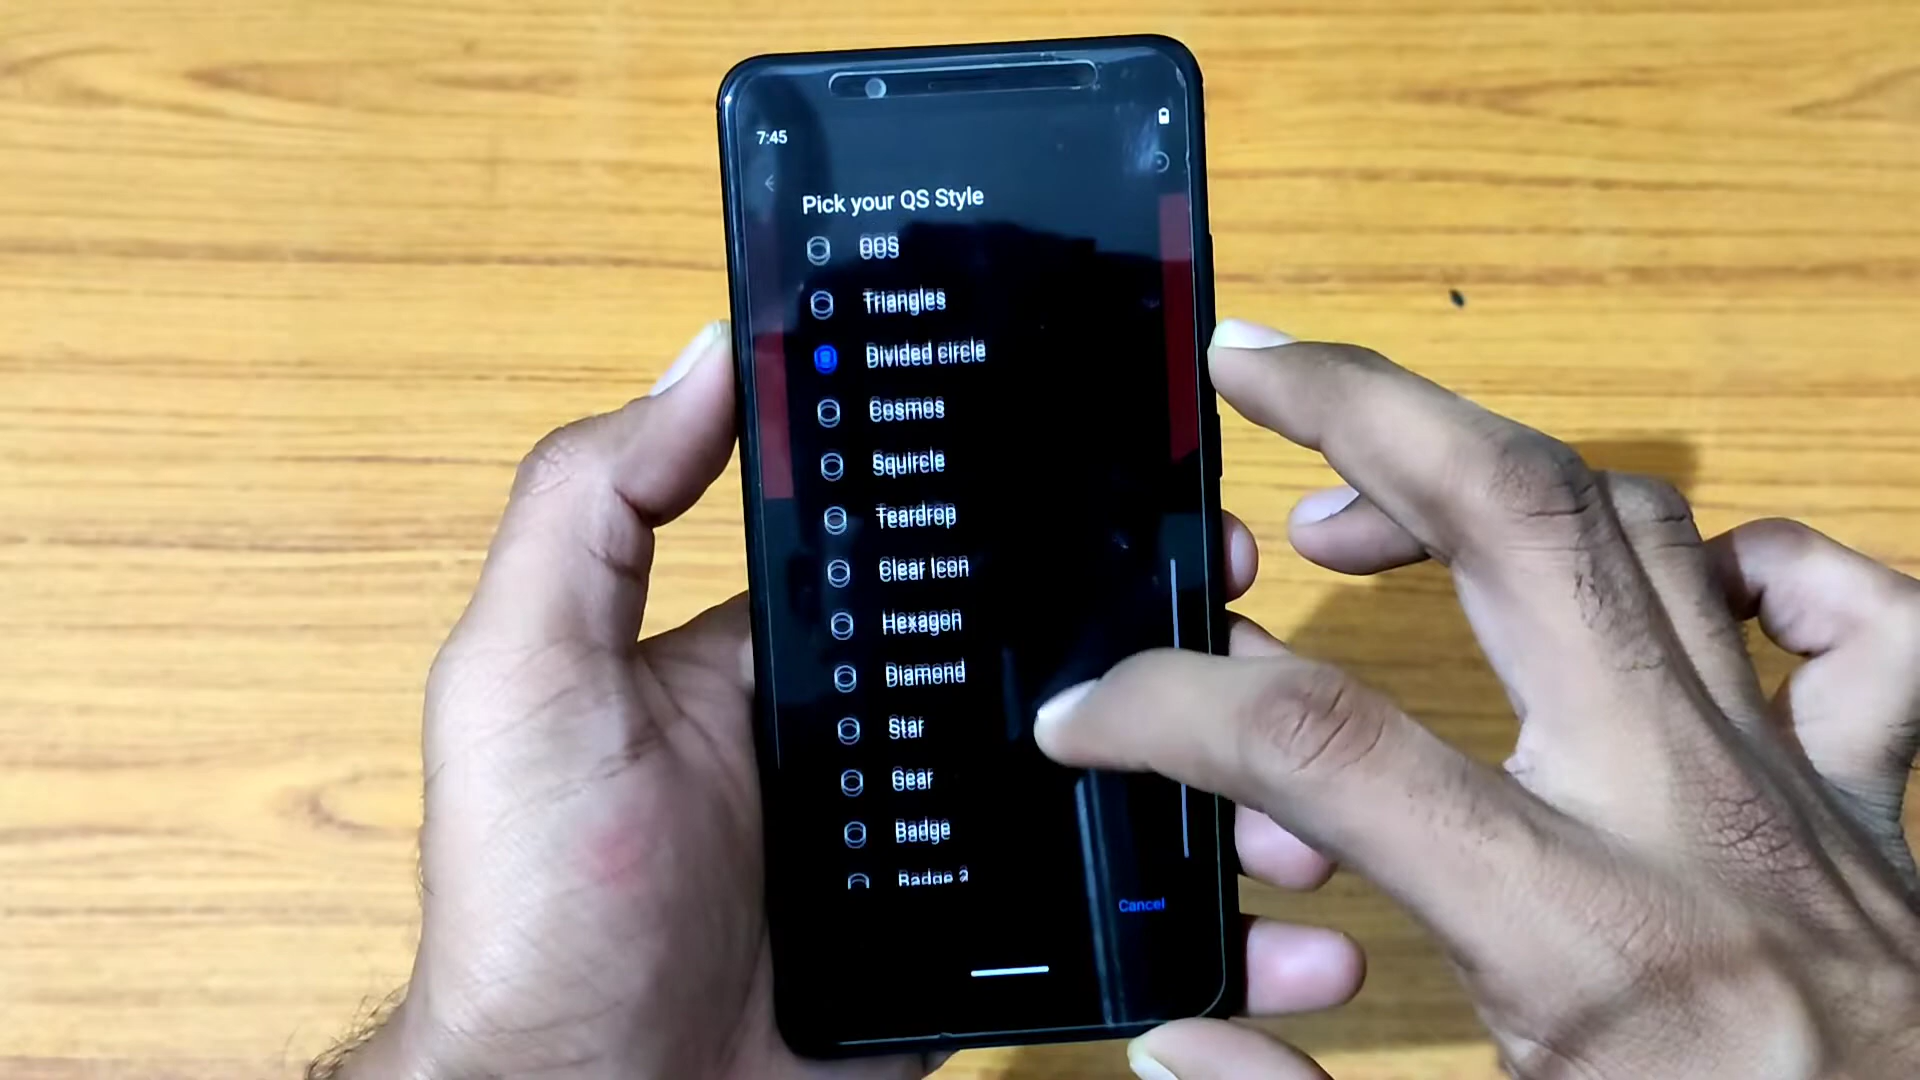 7:45
Pick your QS Style
OOS
Triangles
Divided circle
Cosmos
Squircle
Teardrop
Clear Icon
Hexagon
Diamond
Star
Gear
Badge
Badge 2
Cancel